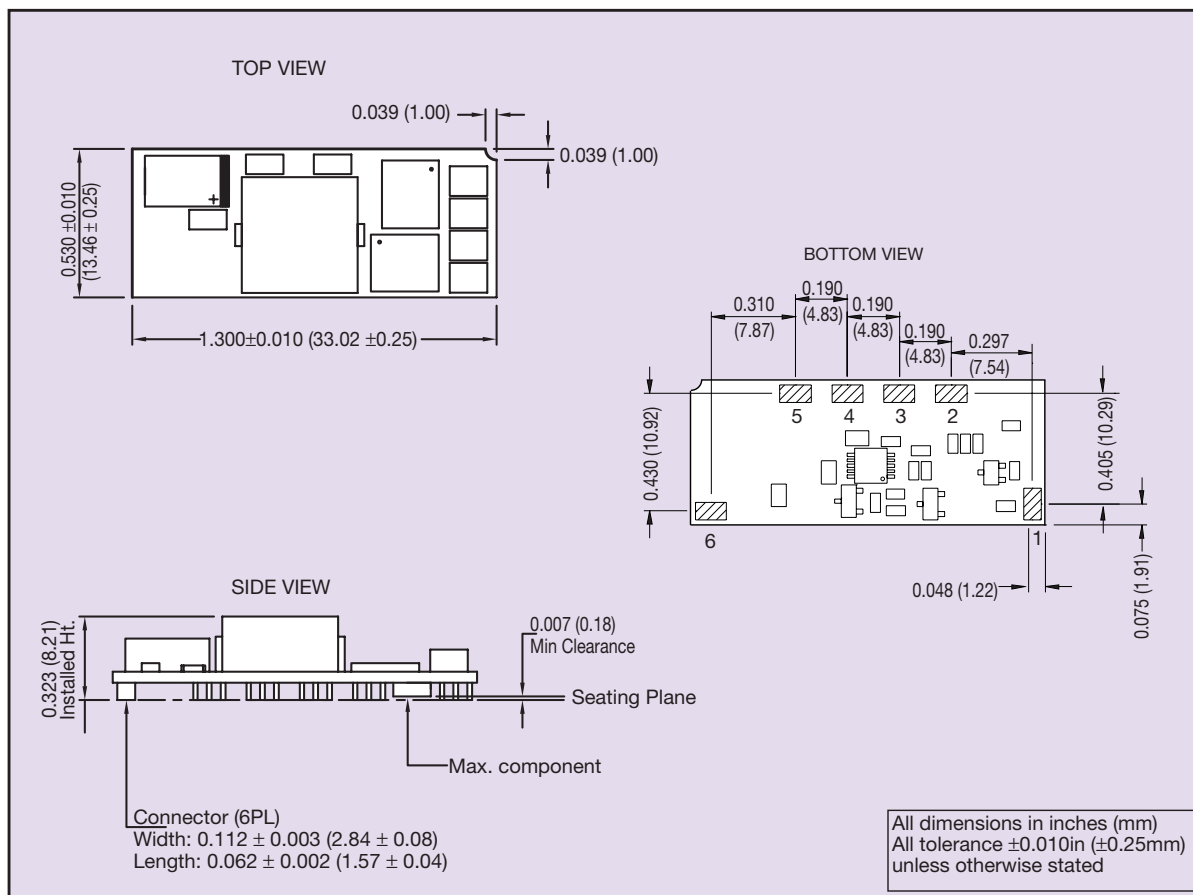 TOP VIEW
0.039 (1.00)
0.039 (1.00)
0.530 ±0.010
(13.46 ± 0.25)
+
1.300±0.010 (33.02 ±0.25)
BOTTOM VIEW
0.190
(4.83)
0.310
(7.87)
0.190
(4.83)
0.190
(4.83)
0.297
(7.54)
5
4
3
2
0.430 (10.92)
0.405 (10.29)
6
1
0.048 (1.22)
0.075 (1.91)
SIDE VIEW
0.323 (8.21)
Installed Ht.
0.007 (0.18)
Min Clearance
Seating Plane
Max. component
Connector (6PL)
Width: 0.112 ± 0.003 (2.84 ± 0.08)
Length: 0.062 ± 0.002 (1.57 ± 0.04)
All dimensions in inches (mm)
All tolerance ±0.010in (±0.25mm)
unless otherwise stated